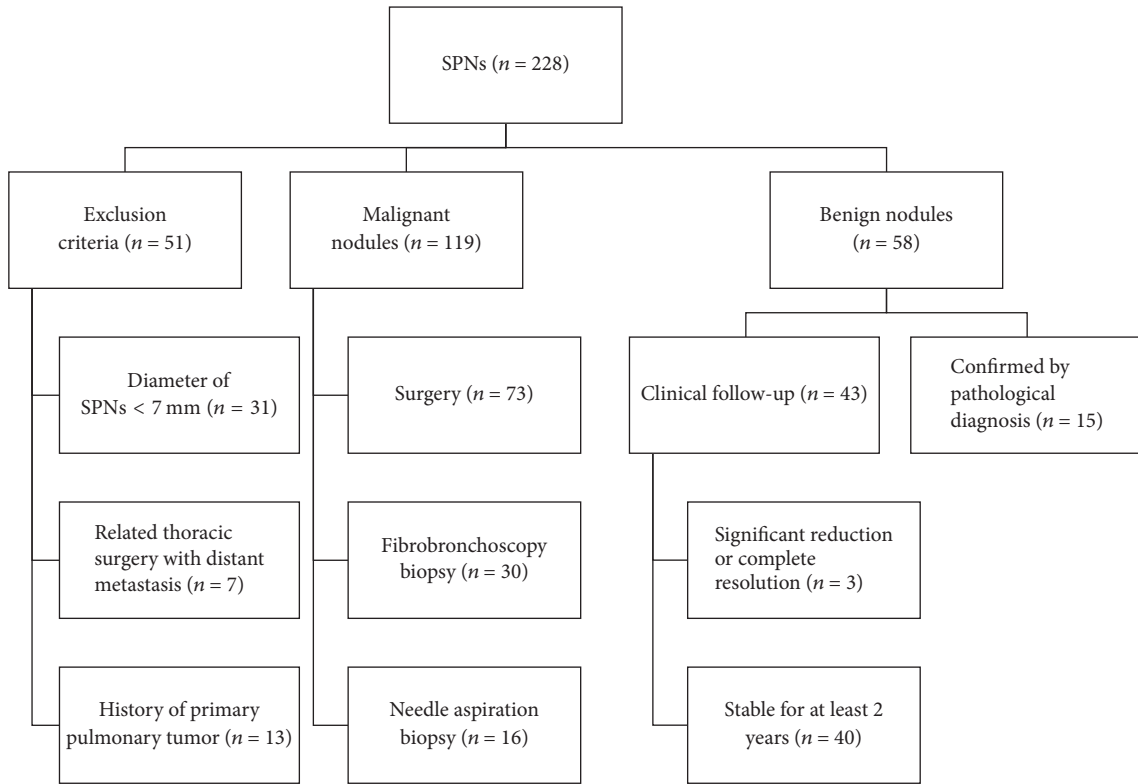 SPNs (n = 228)
Exclusion
criteria (n = 51)
Malignant
nodules (n = 119)
Benign nodules
(n = 58)
Diameter of
SPNs < 7 mm (n = 31)
Surgery (n = 73)
Clinical follow-up (n = 43)
Confirmed by
pathological
diagnosis (n = 15)
Related thoracic
surgery with distant
metastasis (n = 7)
Fibrobronchoscopy
biopsy (n = 30)
Significant reduction
or complete
resolution (n = 3)
History of primary
pulmonary tumor (n = 13)
Needle aspiration
biopsy (n = 16)
Stable for at least 2
years (n = 40)